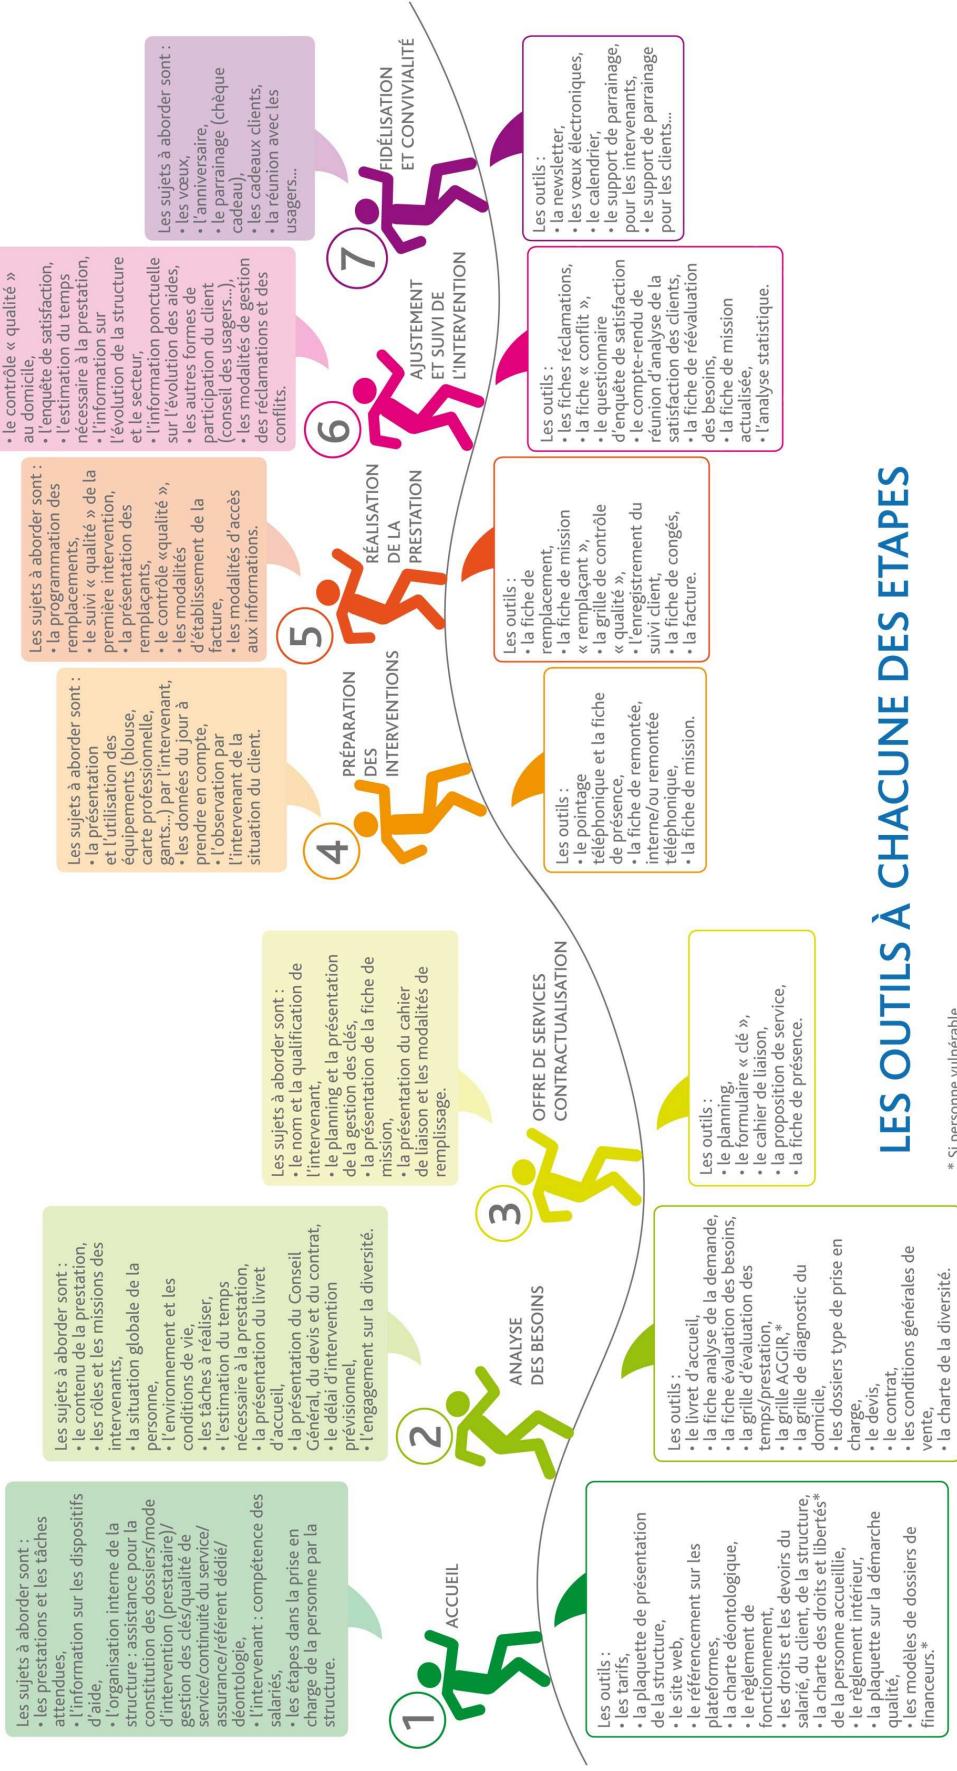 Les sujets à aborder sont :
• les prestations et les tâches
attendues,
• l'information sur les dispositifs
d'aide,
• l'organisation interne de la
structure : assistance pour la
constitution des dossiers/mode
d'intervention (prestataire)/
gestion des clés/qualité de
service/continuité du service/
assurance/référent dédié/
déontologie,
• l'intervenant : compétence des
salariés,
• les étapes dans la prise en
charge de la personne par la
structure.
1
ACCUEIL
Les outils :
• les tarifs,
• la plaquette de présentation
de la structure,
• le site web,
• le référencement sur les
plateformes,
• la charte déontologique,
• le règlement de
fonctionnement,
• les droits et les devoirs du
salarié, du client, de la structure,
• la charte des droits et libertés*
de la personne accueillie,
• le règlement intérieur,
• la plaquette sur la démarche
qualité,
• les modèles de dossiers de
financeurs.*
Les sujets à aborder sont :
• le contenu de la prestation,
• les rôles et les missions des
intervenants,
• la situation globale de la
personne,
• l'environnement et les
conditions de vie,
• les tâches à réaliser,
• l'estimation du temps
nécessaire à la prestation,
• la présentation du livret
d'accueil,
• la présentation du Conseil
Général, du devis et du contrat,
• le délai d'intervention
prévisionnel,
• l'engagement sur la diversité.
2
ANALYSE
DES BESOINS
Les outils :
• le livret d'accueil,
• la fiche analyse de la demande,
• la fiche évaluation des besoins,
• la grille d'évaluation des
temps/prestation,
• la grille AGGIR,*
• la grille de diagnostic du
domicile,
• les dossiers type de prise en
charge,
• le devis,
• le contrat,
• les conditions générales de
vente,
• la charte de la diversité.
Les sujets à aborder sont :
• le nom et la qualification de
l'intervenant,
• le planning et la présentation
de la gestion des clés,
• la présentation de la fiche de
mission,
• la présentation du cahier
de liaison et les modalités de
remplissage.
3
OFFRE DE SERVICES
CONTRACTUALISATION
Les outils :
• le planning,
• le formulaire « clé »,
• le cahier de liaison,
• la proposition de service,
• la fiche de présence.
Les sujets à aborder sont :
• la présentation
et l'utilisation des
équipements (blouse,
carte professionnelle,
gants...) par l'intervenant,
• les données du jour à
prendre en compte,
• l'observation par
l'intervenant de la
situation du client.
4
PRÉPARATION
DES
INTERVENTIONS
Les outils :
• le pointage
téléphonique et la fiche
de présence,
• la fiche de remontée,
interne/ou remontée
téléphonique,
• la fiche de mission.
Les sujets à aborder sont :
• la programmation des
remplacements,
• le suivi « qualité » de la
première intervention,
• la présentation des
remplaçants,
• le contrôle «qualité »,
• les modalités
d'établissement de la
facture,
• les modalités d'accès
aux informations.
5
RÉALISATION
DE LA
PRESTATION
Les outils :
• la fiche de
remplacement,
• la fiche de mission
« remplaçant »,
• la grille de contrôle
« qualité »,
• l'enregistrement du
suivi client,
• la fiche de congés,
• la facture.
• le contrôle « qualité »
au domicile,
• l'enquête de satisfaction,
• l'estimation du temps
nécessaire à la prestation,
• l'information sur
l'évolution de la structure
et le secteur,
• l'information ponctuelle
sur l'évolution des aides,
• les autres formes de
participation du client
(conseil des usagers...),
• les modalités de gestion
des réclamations et des
conflits.
6
AJUSTEMENT
ET SUIVI DE
L'INTERVENTION
Les outils :
• les fiches réclamations,
• la fiche « conflit »,
• le questionnaire
d'enquête de satisfaction
• le compte-rendu de
réunion d'analyse de la
satisfaction des clients,
• la fiche de réévaluation
des besoins,
• la fiche de mission
actualisée,
• l'analyse statistique.
Les sujets à aborder sont :
• les vœux,
• l'anniversaire,
• le parrainage (chèque
cadeau),
• les cadeaux clients,
• la réunion avec les
usagers...
7
FIDÉLISATION
ET CONVIVIALITÉ
Les outils :
• la newsletter,
• les vœux électroniques,
• le calendrier,
• le support de parrainage,
pour les intervenants,
• le support de parrainage
pour les clients...
LES OUTILS À CHACUNE DES ETAPES
* Si personne vulnérable